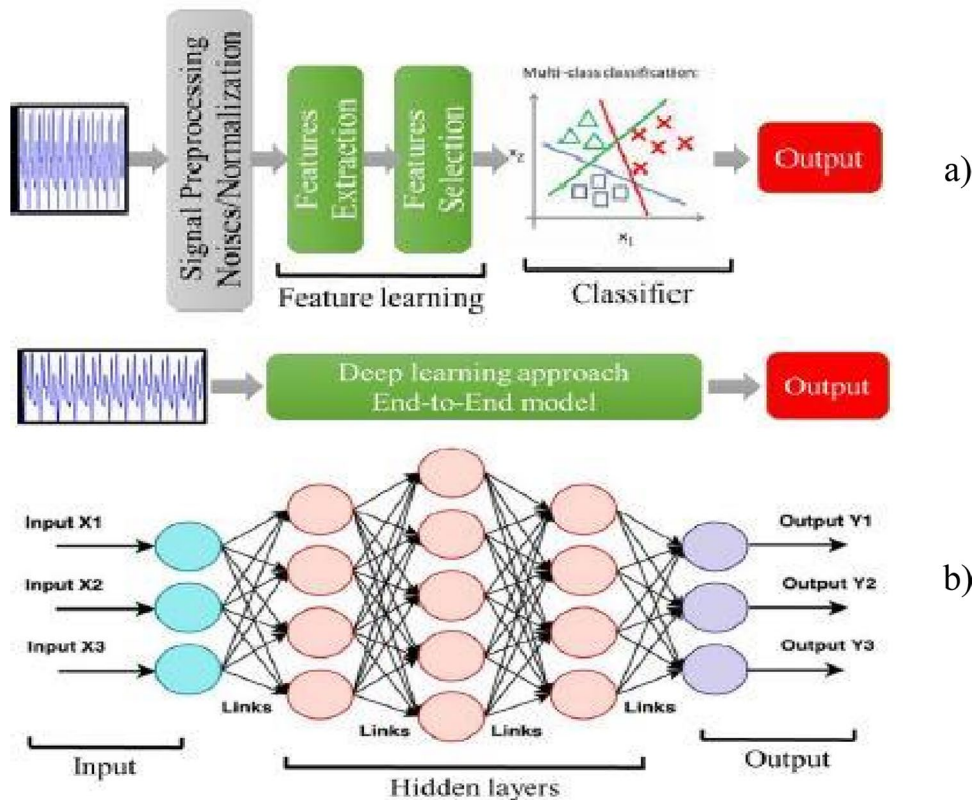 Signal Preprocessing
Noises/Normalization
Features
Extraction
Features
Selection
Multi-class classification:
x2
x1
Output
a)
Feature learning
Classifier
Deep learning approach
End-to-End model
Output
Input X1
Input X2
Input X3
Output Y1
Output Y2
Output Y3
b)
Links
Links
Links
Links
Input
Hidden layers
Output